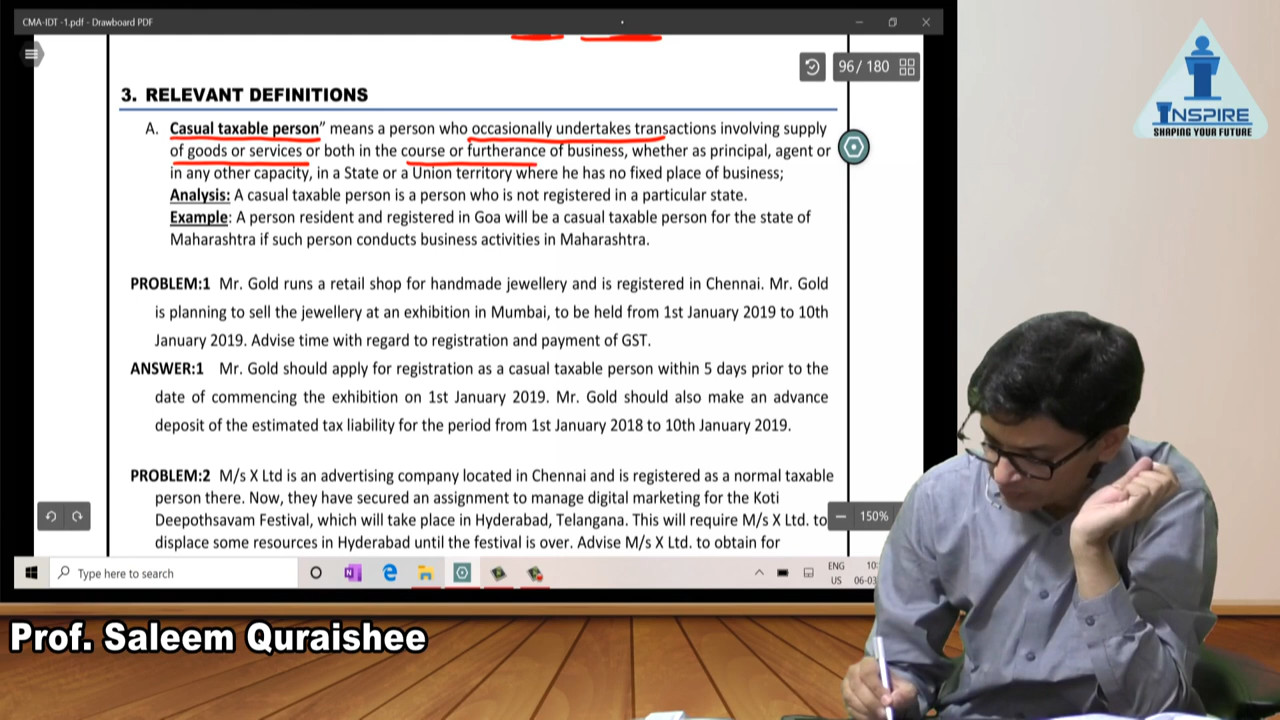 CMA-IDT -1.pdf - Drawboard PDF
96 / 180
3. RELEVANT DEFINITIONS
A. Casual taxable person" means a person who occasionally undertakes transactions involving supply
of goods or services or both in the course or furtherance of business, whether as principal, agent or
in any other capacity, in a State or a Union territory where he has no fixed place of business;
Analysis: A casual taxable person is a person who is not registered in a particular state.
Example: A person resident and registered in Goa will be a casual taxable person for the state of
Maharashtra if such person conducts business activities in Maharashtra.
PROBLEM:1 Mr. Gold runs a retail shop for handmade jewellery and is registered in Chennai. Mr. Gold
is planning to sell the jewellery at an exhibition in Mumbai, to be held from 1st January 2019 to 10th
January 2019. Advise time with regard to registration and payment of GST.
ANSWER:1 Mr. Gold should apply for registration as a casual taxable person within 5 days prior to the
date of commencing the exhibition on 1st January 2019. Mr. Gold should also make an advance
deposit of the estimated tax liability for the period from 1st January 2018 to 10th January 2019.
PROBLEM:2 M/s X Ltd is an advertising company located in Chennai and is registered as a normal taxable
person there. Now, they have secured an assignment to manage digital marketing for the Koti
Deepothsavam Festival, which will take place in Hyderabad, Telangana. This will require M/s X Ltd. to
displace some resources in Hyderabad until the festival is over. Advise M/s X Ltd. to obtain for
150%
Type here to search
ENG
US
10:
06-03
INSPIRE
SHAPING YOUR FUTURE
Prof. Saleem Quraishee